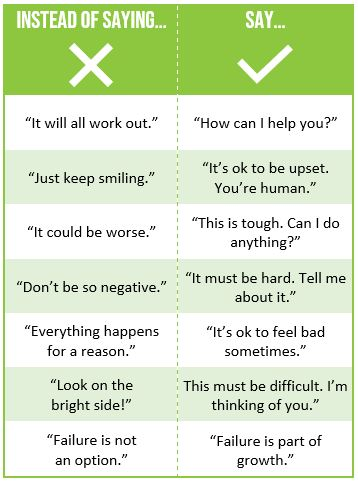 INSTEAD OF SAYING...
SAY...
“It will all work out.”
“How can I help you?”
“Just keep smiling.”
“It’s ok to be upset.
You’re human.”
“It could be worse.”
“This is tough. Can I do
anything?”
“Don’t be so negative.”
“It must be hard. Tell me
about it.”
“Everything happens
for a reason.”
“It’s ok to feel bad
sometimes.”
“Look on the
bright side!”
This must be difficult. I’m
thinking of you.”
“Failure is not
an option.”
“Failure is part of
growth.”